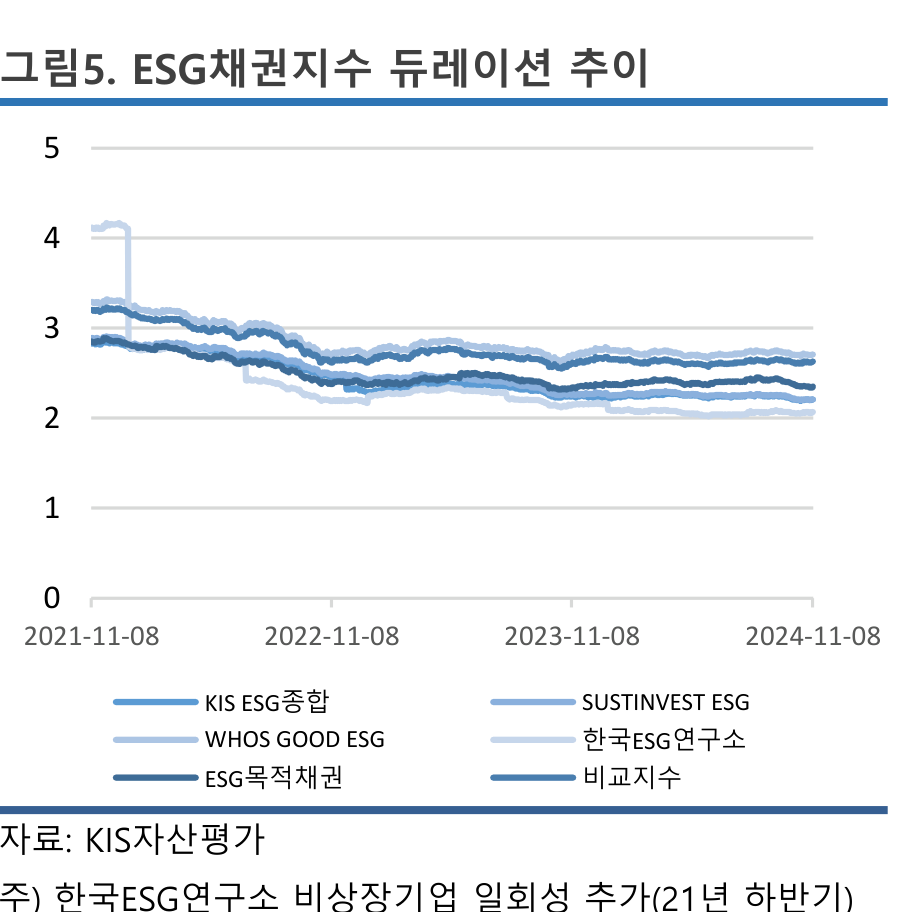 그림5. ESG채권지수 듀레이션 추이
5
4
3
2
1
0
2021-11-08 2022-11-08 2023-11-08 2024-11-08
KIS ESG종합 SUSTINVEST ESG
WHOS GOOD ESG 한국ESG연구소
ESG목적채권 비교지수
자료: KIS자산평가
주) 한국ESG연구소 비상장기업 일회성 추가(21년 하반기)